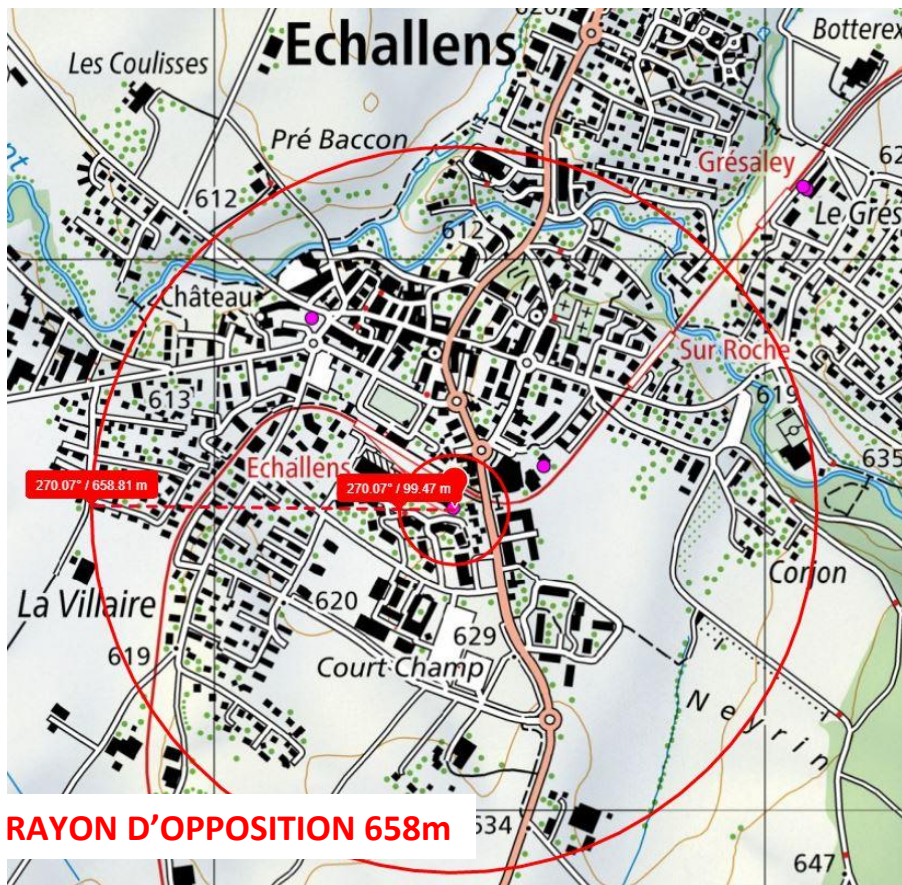 Echallens
Botterex
Les Coulisses
Pré Baccon
Grésaley
612
Le Grés
612
Château
Sur Roche
613
619
Echallens
635
270.07° / 658.81 m
270.07° / 99.47 m
Corjon
La Villaire
620
629
619
Court Champ
Neyrin
RAYON D'OPPOSITION 658m
634
647